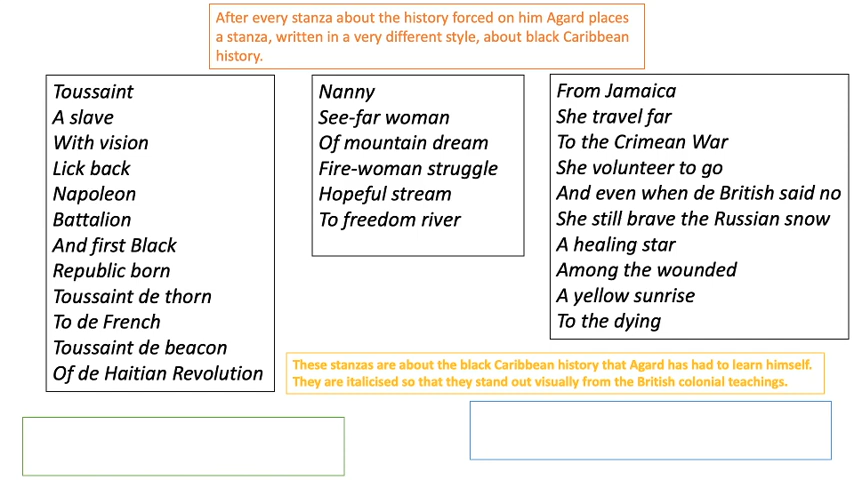 After every stanza about the history forced on him Agard places
a stanza, written in a very different style, about black Caribbean
history.
Toussaint
A slave
With vision
Lick back
Napoleon
Battalion
And first Black
Republic born
Toussaint de thorn
To de French
Toussaint de beacon
Of de Haitian Revolution
Nanny
See-far woman
Of mountain dream
Fire-woman struggle
Hopeful stream
To freedom river
From Jamaica
She travel far
To the Crimean War
She volunteer to go
And even when de British said no
She still brave the Russian snow
A healing star
Among the wounded
A yellow sunrise
To the dying
These stanzas are about the black Caribbean history that Agard has had to learn himself.
They are italicised so that they stand out visually from the British colonial teachings.